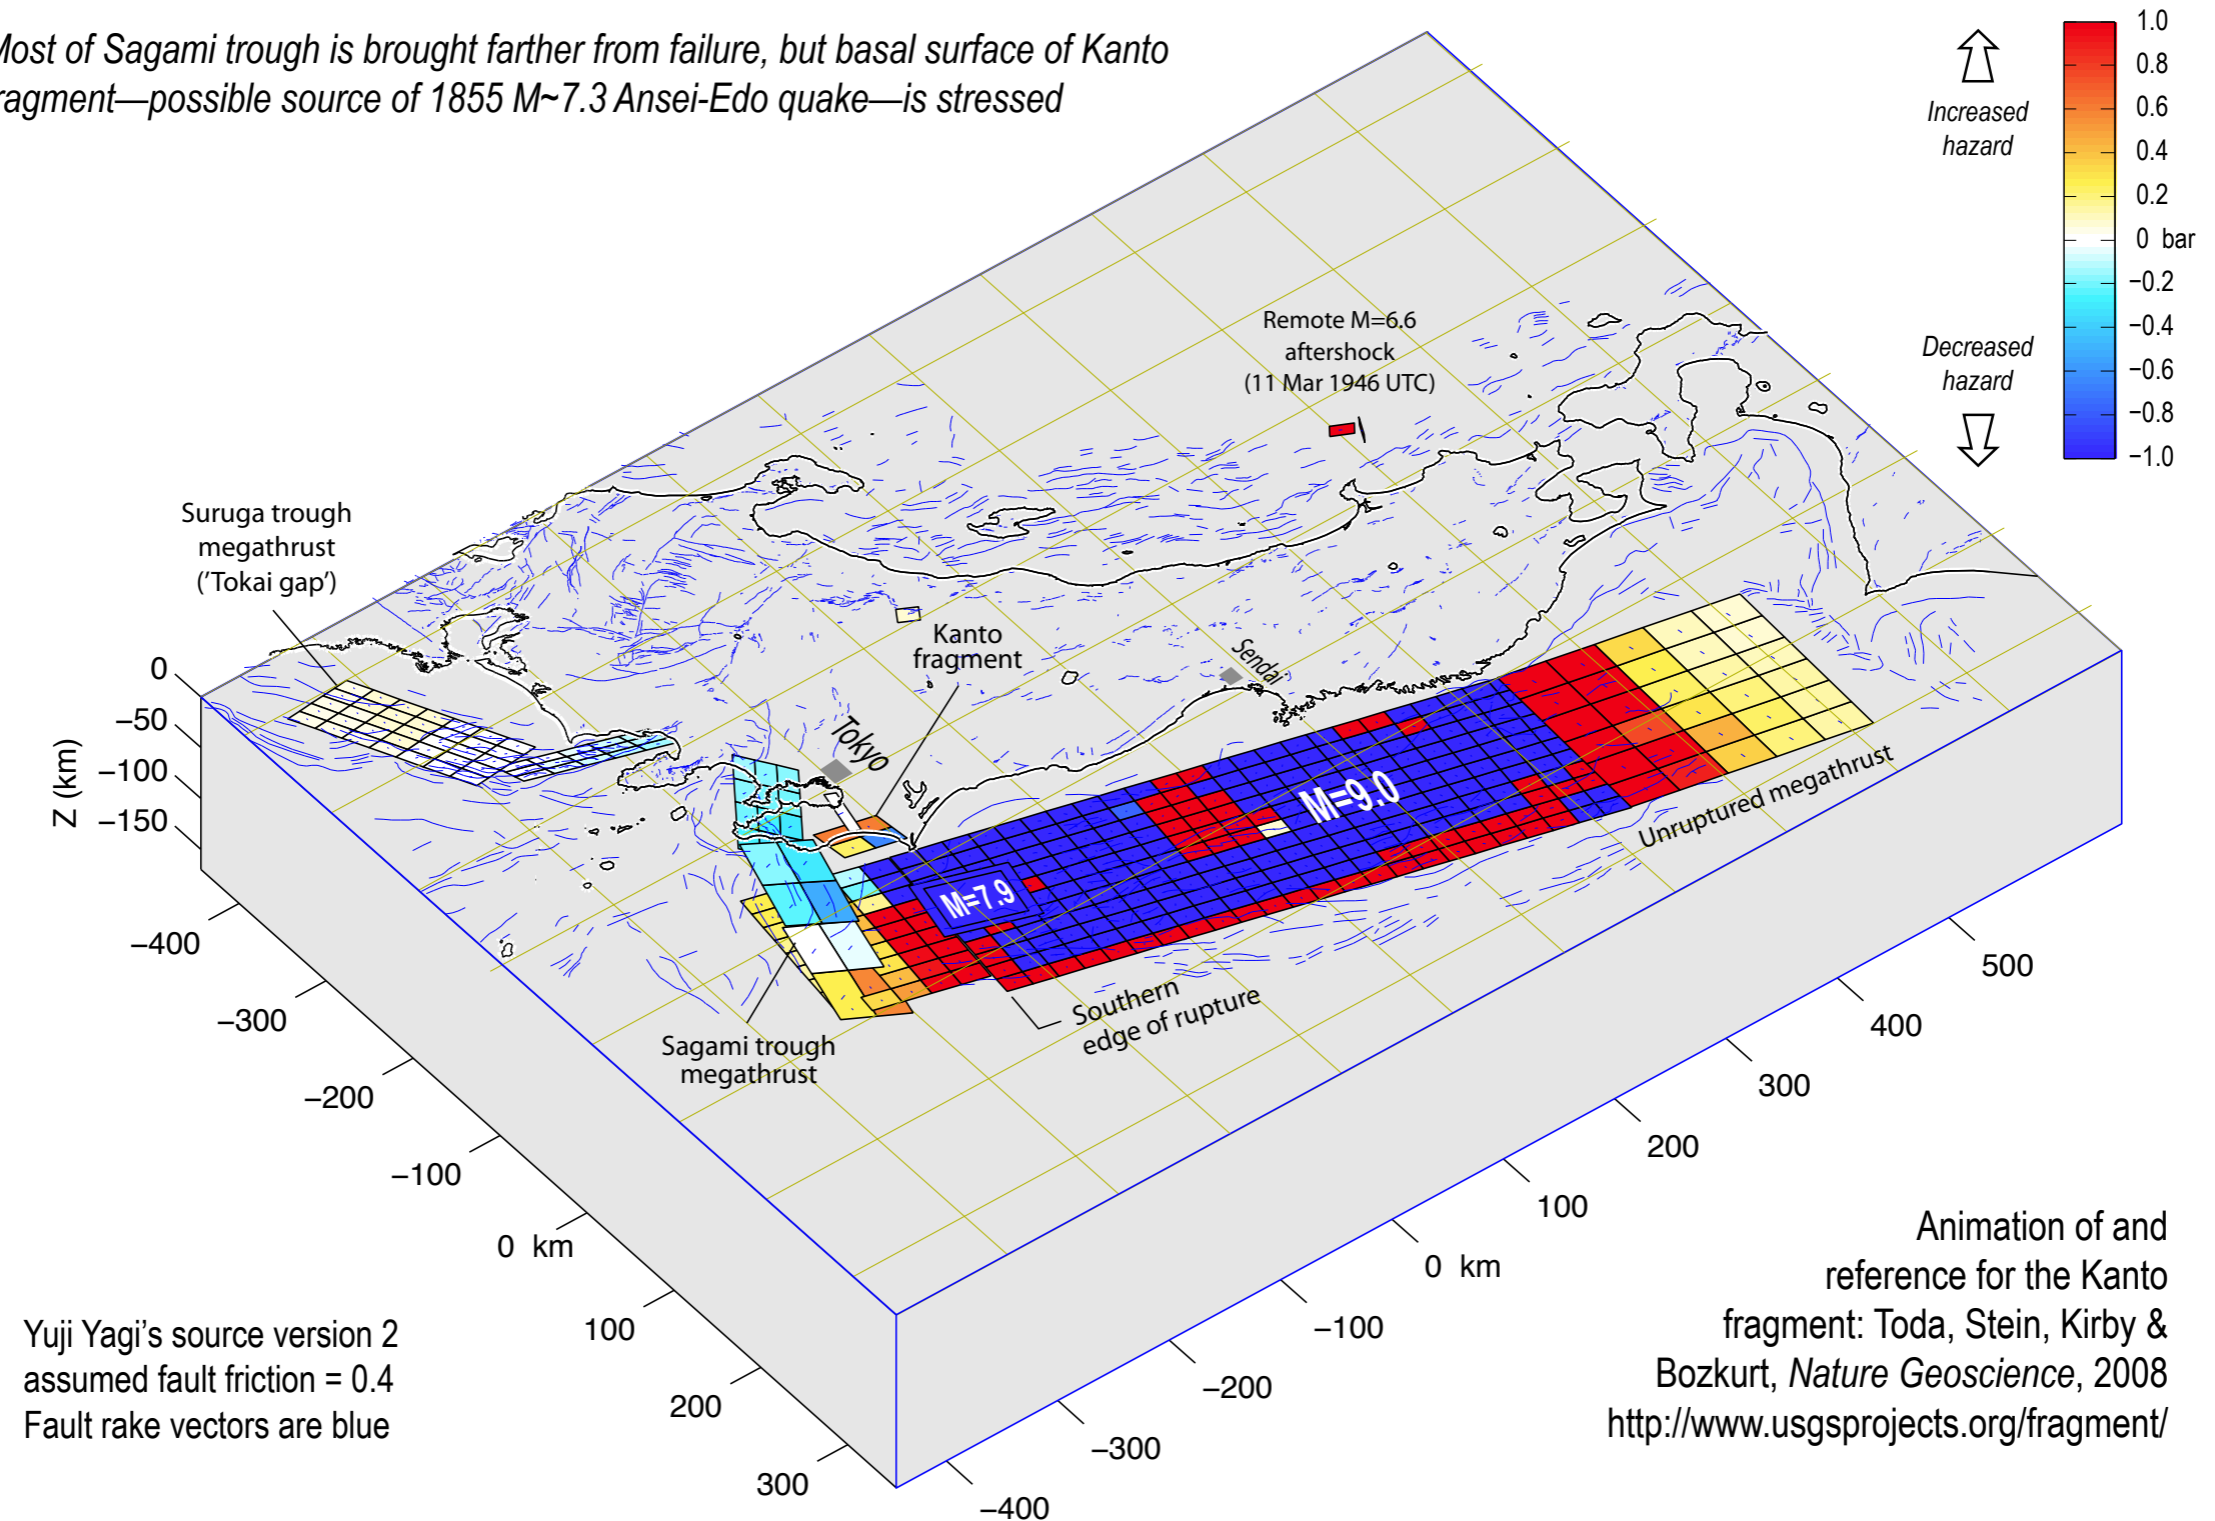 Most of Sagami trough is brought farther from failure, but basal surface of Kanto
fragment—possible source of 1855 M~7.3 Ansei-Edo quake—is stressed
1.0
0.8
0.6
0.4
0.2
0 bar
−0.2
−0.4
−0.6
−0.8
−1.0
Increased
hazard
Decreased
hazard
Remote M=6.6
aftershock
(11 Mar 1946 UTC)
Suruga trough
megathrust
('Tokai gap')
Kanto
fragment
Sendai
Tokyo
M=9.0
M=7.9
Unruptured megathrust
Southern
edge of rupture
Sagami trough
megathrust
Z (km)
0
−50
−100
−150
−400
−300
−200
−100
0 km
100
200
300
500
400
300
200
100
0 km
−100
−200
−300
−400
Yuji Yagi's source version 2
assumed fault friction = 0.4
Fault rake vectors are blue
Animation of and
reference for the Kanto
fragment: Toda, Stein, Kirby &
Bozkurt, Nature Geoscience, 2008
http://www.usgsprojects.org/fragment/